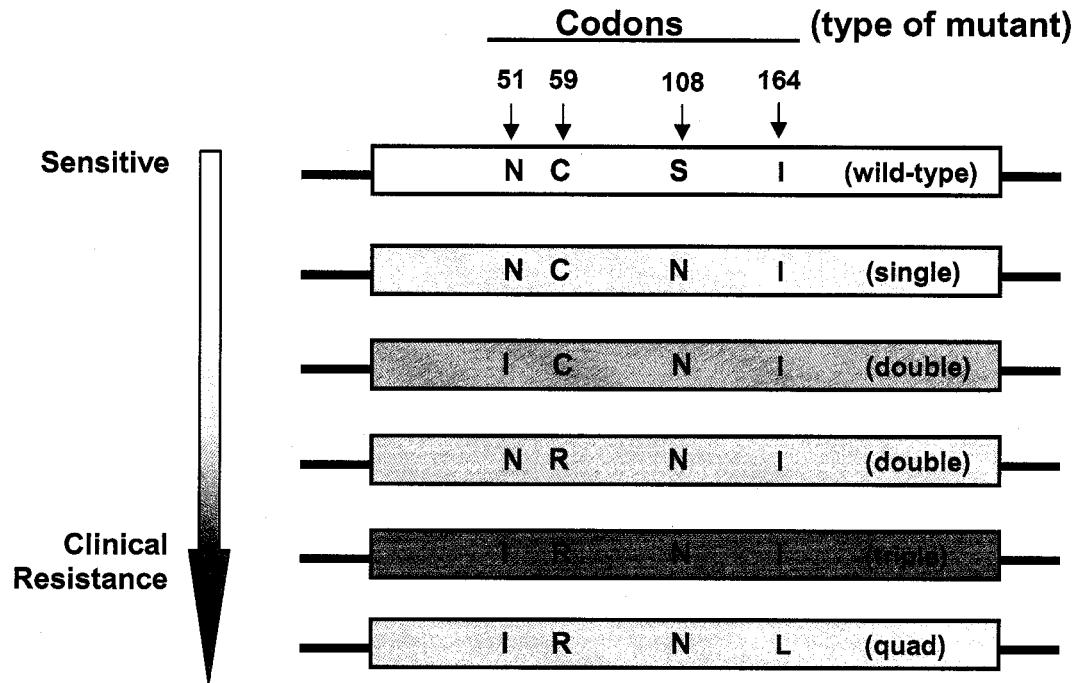 Codons (type of mutant)
51 59 108 164
Sensitive
N C S I (wild-type)
N C N I (single)
I C N I (double)
N R N I (double)
Clinical
Resistance
I R N I (triple)
I R N L (quad)